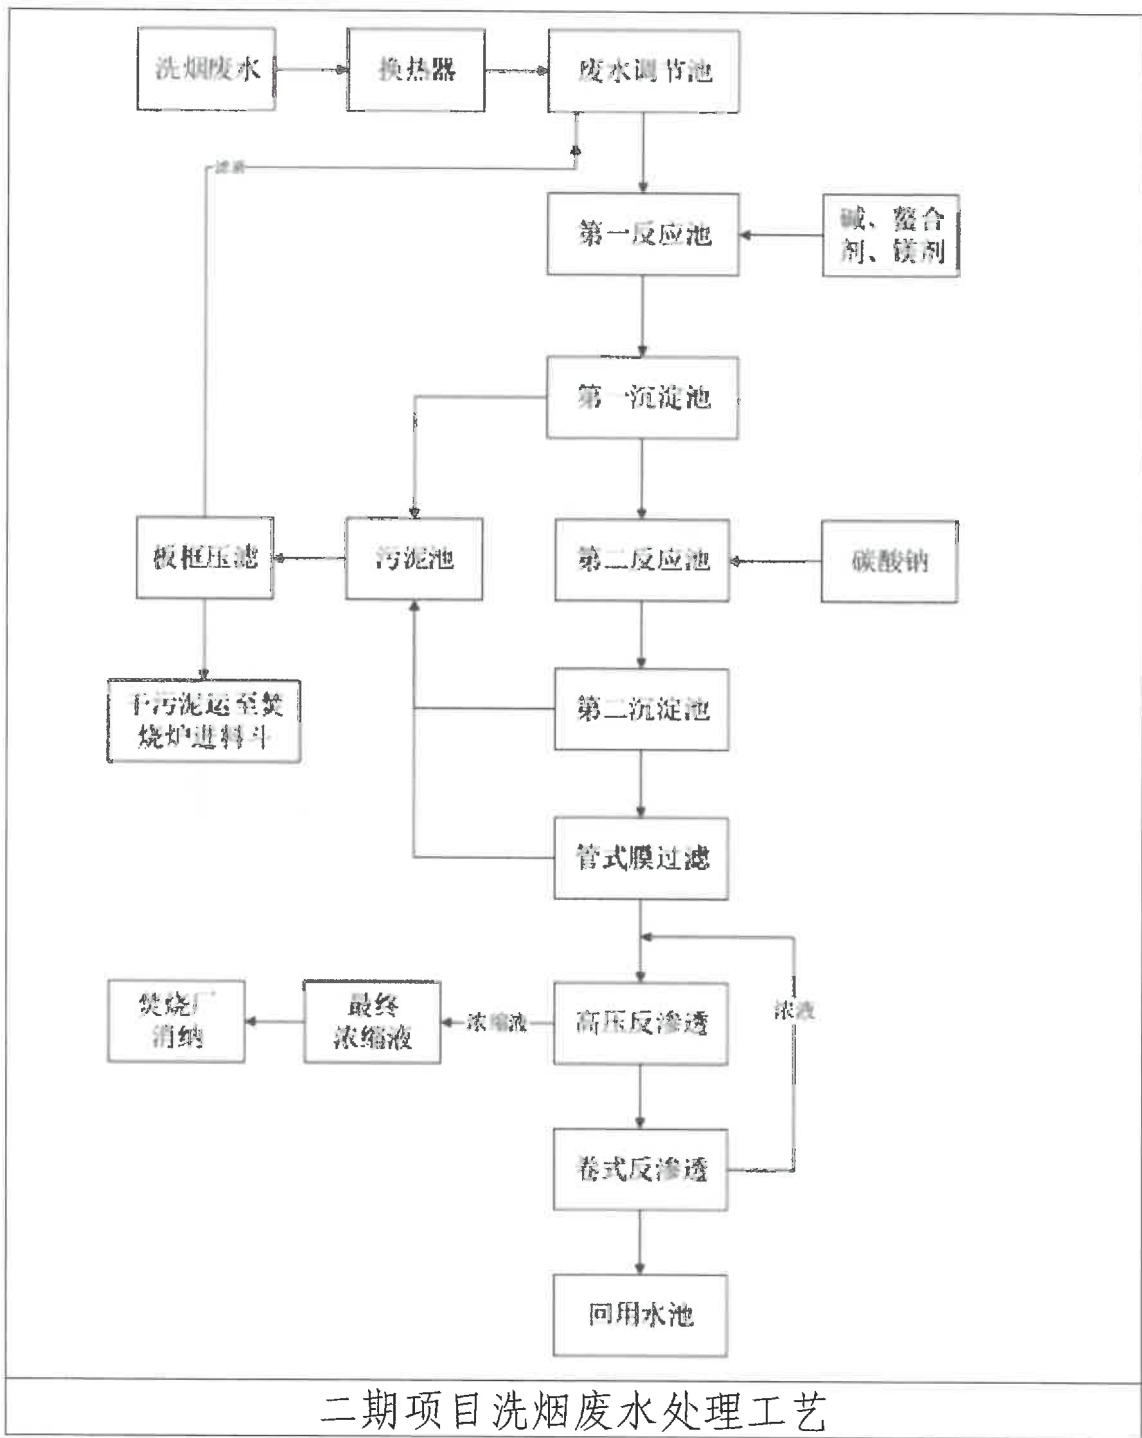 洗烟废水
换热器
废水调节池
滤液
第一反应池
碱、螯合
剂、镁剂
第一沉淀池
板框压滤
污泥池
第二反应池
碳酸钠
干污泥运至焚
烧炉进料斗
第二沉淀池
管式膜过滤
焚烧厂
消纳
最终
浓缩液
浓缩液
高压反渗透
浓液
卷式反渗透
回用水池
二期项目洗烟废水处理工艺